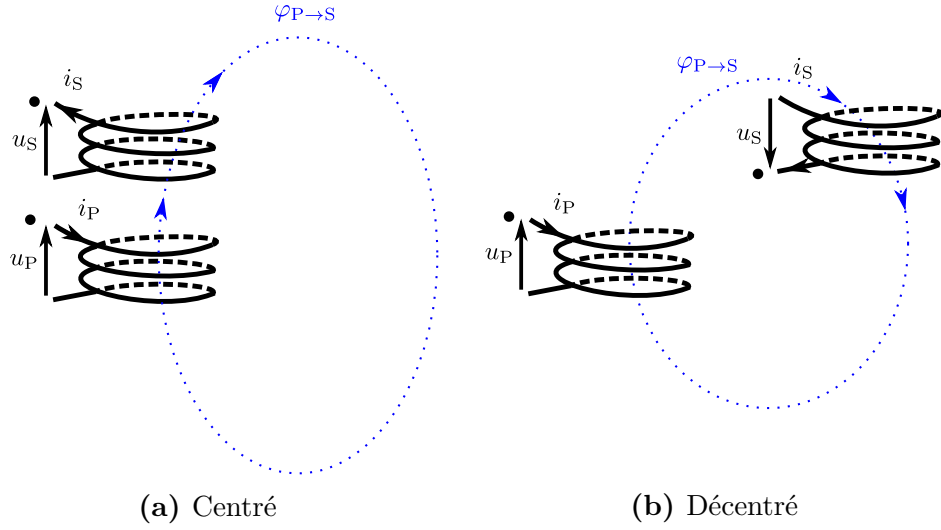 φP→S
iS
uS
iP
uP
(a) Centré
φP→S
iS
uS
iP
uP
(b) Décentré